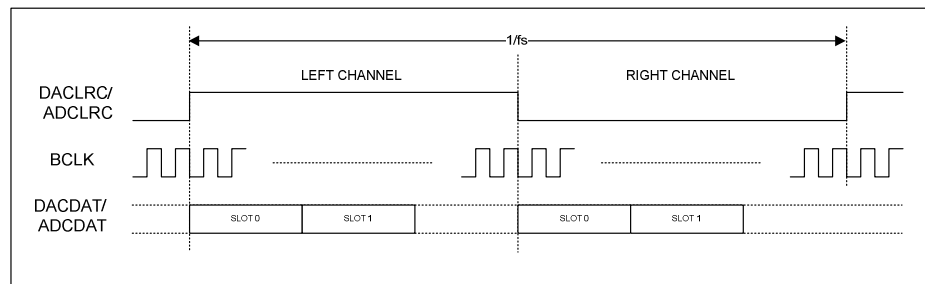 1/fs
LEFT CHANNEL
RIGHT CHANNEL
DACLRC/
ADCLRC
BCLK
DACDAT/
ADCDAT
SLOT 0
SLOT 1
SLOT 0
SLOT 1